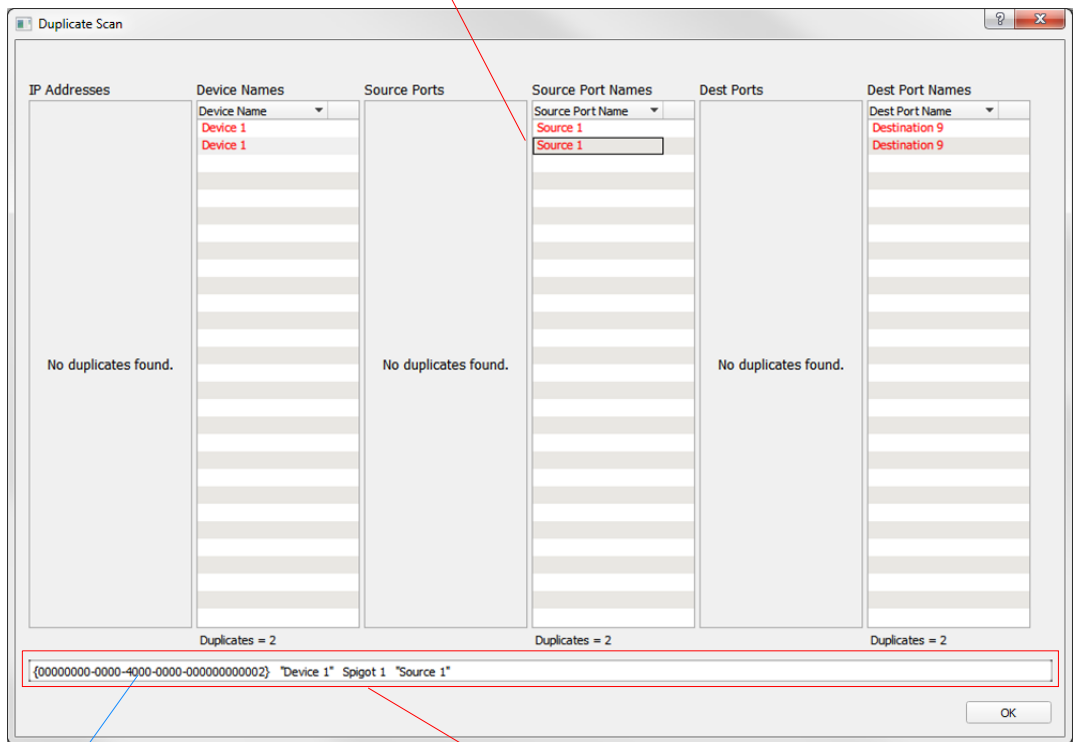 Duplicate Scan
? x
IP Addresses Device Names Source Ports Source Port Names Dest Ports Dest Port Names
Device Name Source Port Name Dest Port Name
Device 1 Source 1 Destination 9
Device 1 Source 1 Destination 9
No duplicates found. No duplicates found. No duplicates found.
Duplicates = 2 Duplicates = 2 Duplicates = 2
{00000000-0000-4000-0000-000000000002} "Device 1" Spigot 1 "Source 1"
OK